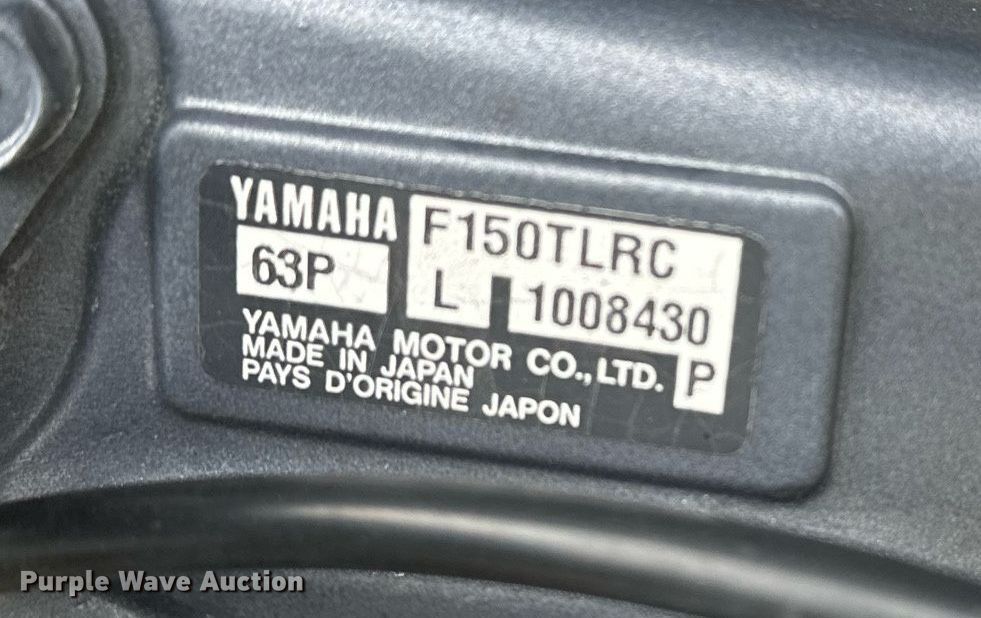 YAMAHA F150TLRC
63P L 1008430
YAMAHA MOTOR CO., LTD. P
MADE IN JAPAN
PAYS D'ORIGINE JAPON
Purple Wave Auction